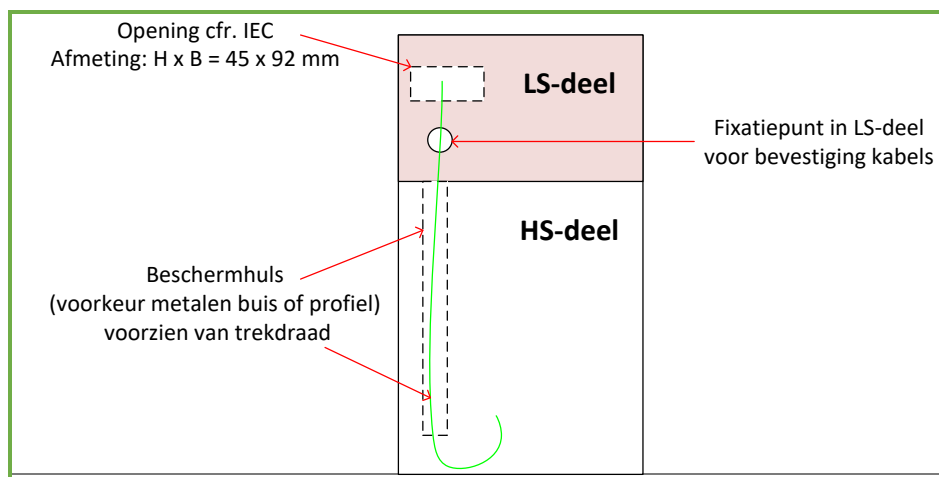 Opening cfr. IEC
Afmeting: H x B = 45 x 92 mm
LS-deel
Fixatiepunt in LS-deel
voor bevestiging kabels
HS-deel
Beschermhuls
(voorkeur metalen buis of profiel)
voorzien van trekdraad